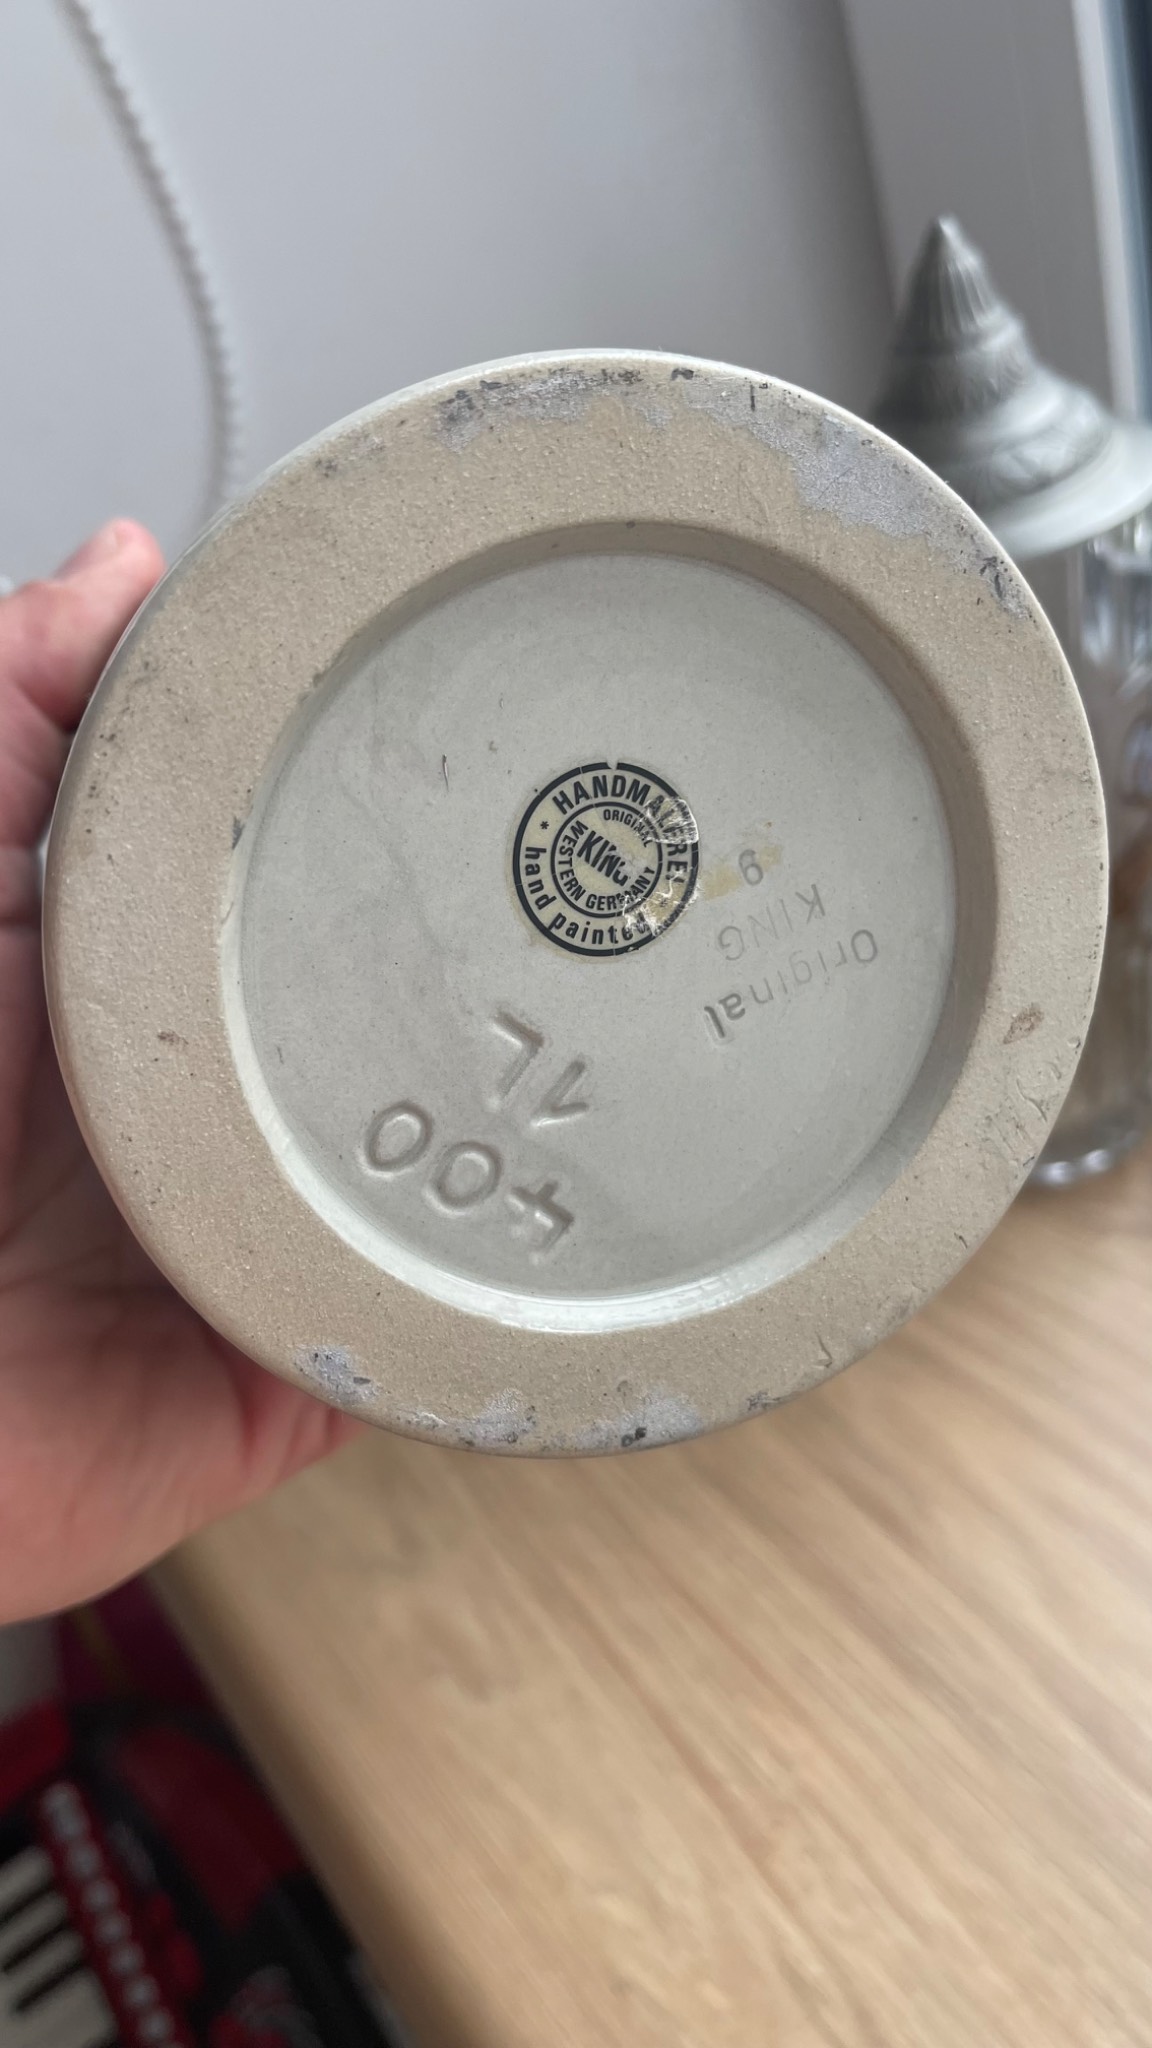 HANDMALEREI
hand painted
ORIGINAL
KING
WESTERN GERMANY
Original
KING
9
400
1L